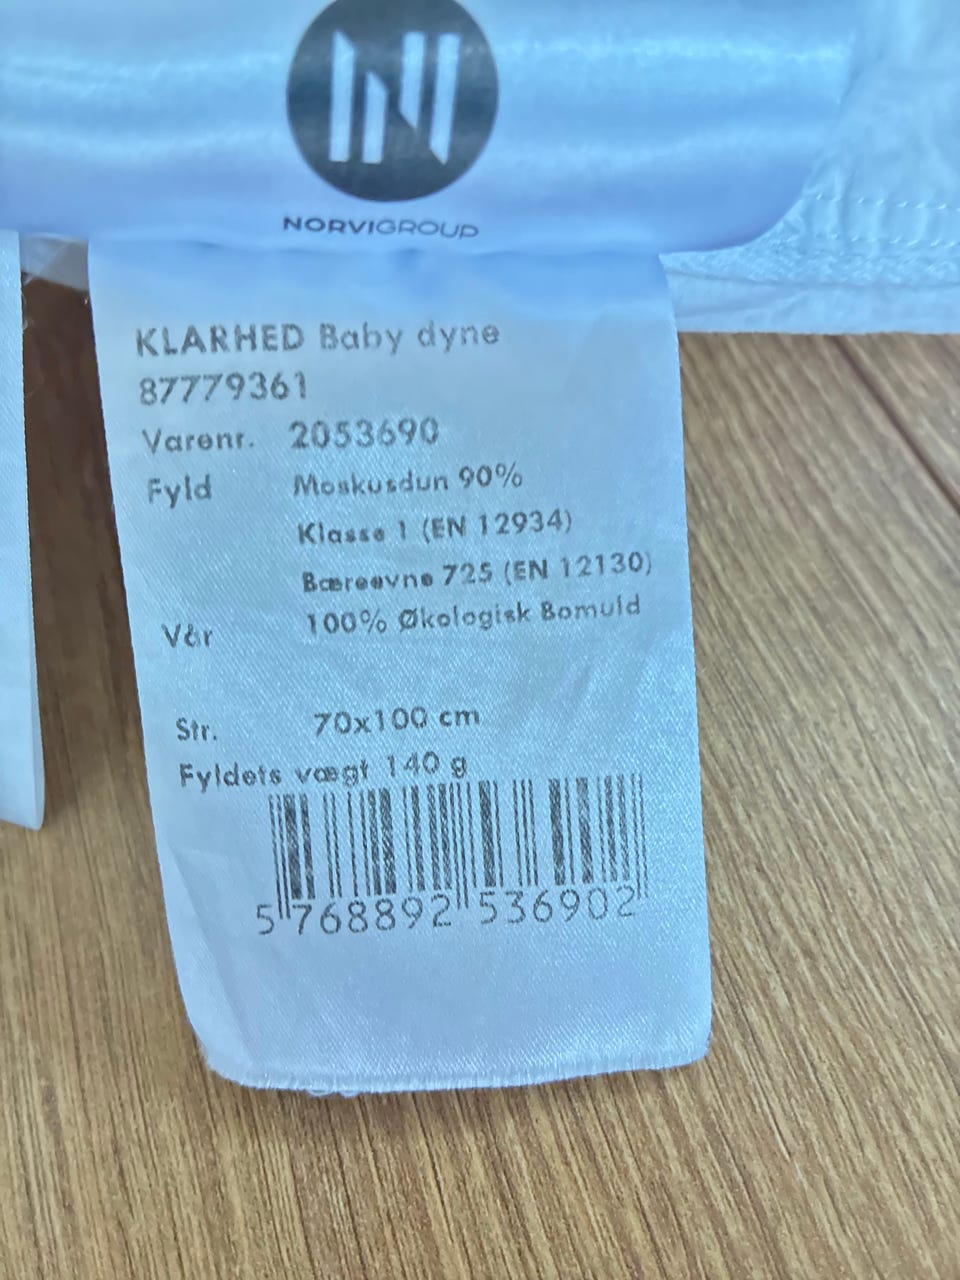 N
NORVIGROUP
KLARHED Baby dyne
87779361
Varenr. 2053690
Fyld Moskusdun 90%
Klasse 1 (EN 12934)
Bæreevne 725 (EN 12130)
Vår 100% Økologisk Bomuld
Str. 70x100 cm
Fyldets vægt 140 g
5 768892 536902